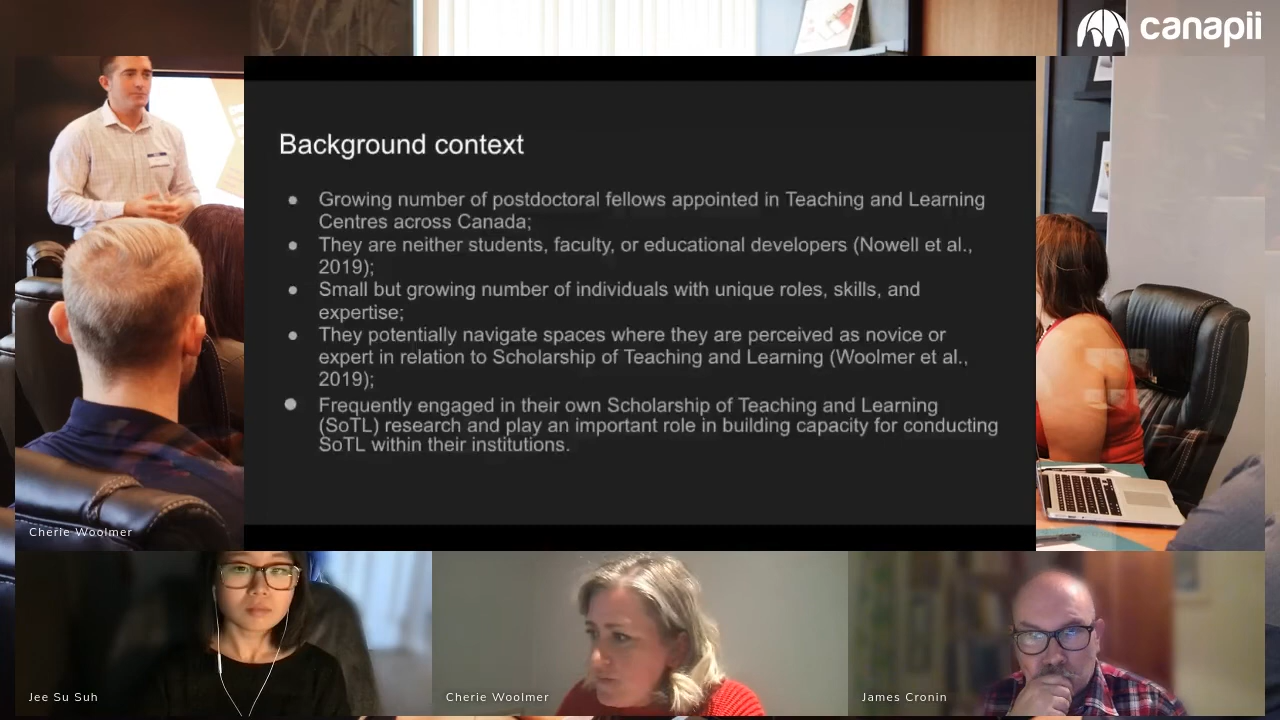 canapii
Background context
● Growing number of postdoctoral fellows appointed in Teaching and Learning
Centres across Canada;
● They are neither students, faculty, or educational developers (Nowell et al.,
2019);
● Small but growing number of individuals with unique roles, skills, and
expertise;
● They potentially navigate spaces where they are perceived as novice or
expert in relation to Scholarship of Teaching and Learning (Woolmer et al.,
2019);
● Frequently engaged in their own Scholarship of Teaching and Learning
(SoTL) research and play an important role in building capacity for conducting
SoTL within their institutions.
Cherie Woolmer
Jee Su Suh
Cherie Woolmer
James Cronin